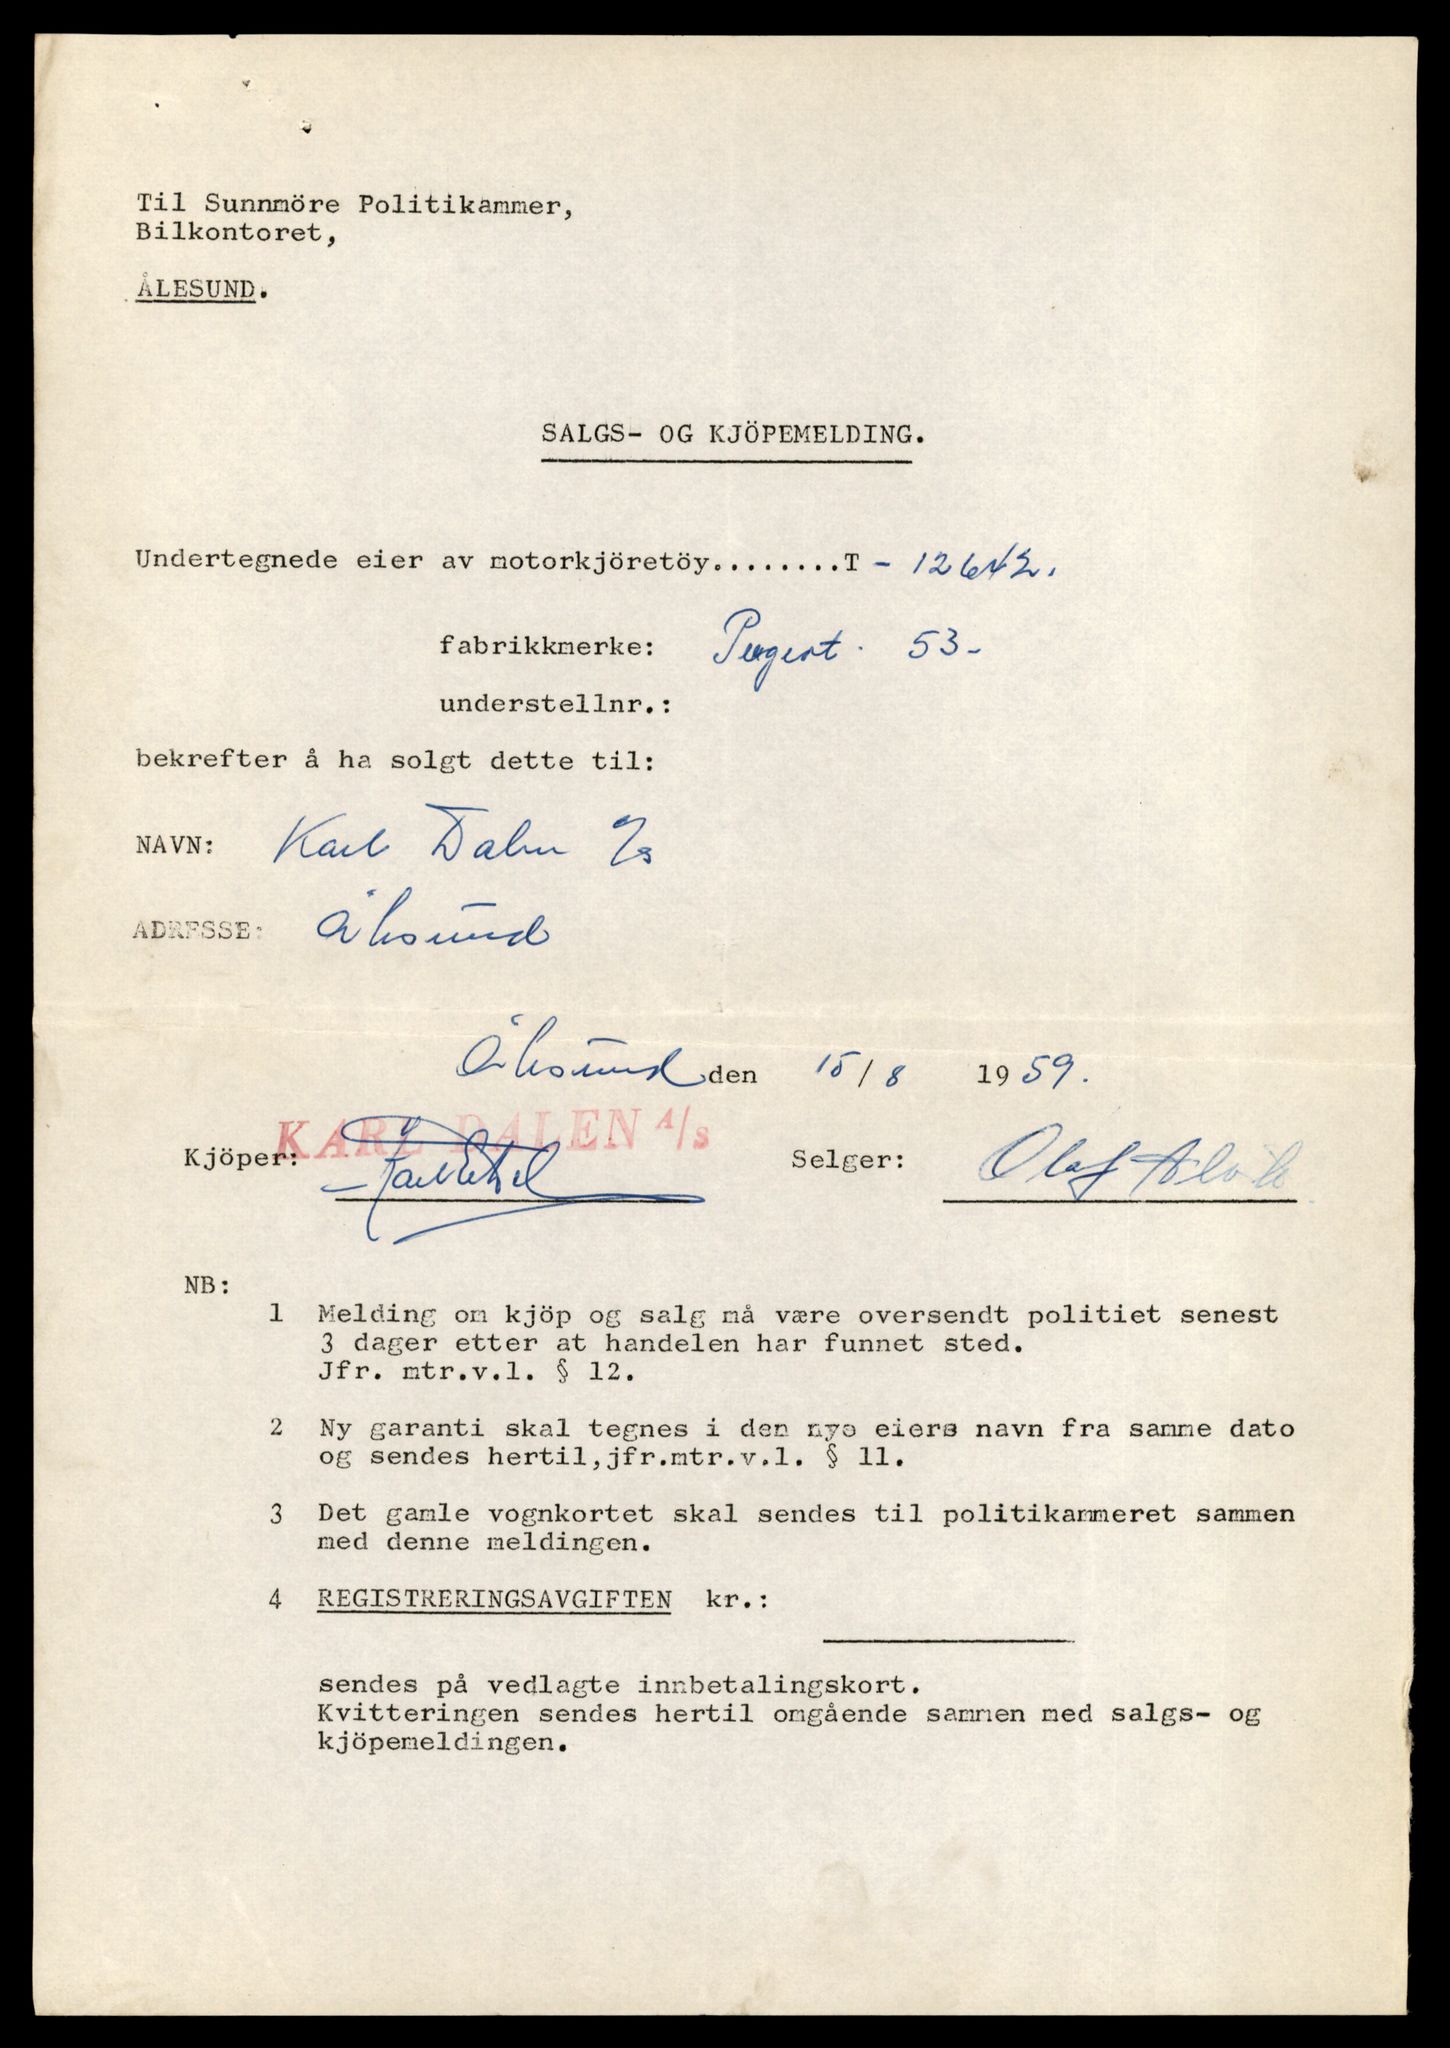 Til Sunnmöre Politikammer,
Bilkontoret,
ÅLESUND.
SALGS- OG KJÖPEMELDING.
Undertegnede eier av motorkjöretöy........T - 12642.
fabrikkmerke: Pegeot. 53-
understellnr.:
bekrefter å ha solgt dette til:
NAVN: Karl Dalen A/s
ADRESSE: Ålesund
Ålesund den 15/8 1959.
KARL DALEN A/S
Kjöper: Selger: Olaf
NB:
1 Melding om kjöp og salg må være oversendt politiet senest
3 dager etter at handelen har funnet sted.
Jfr. mtr.v.l. § 12.
2 Ny garanti skal tegnes i den nye eiers navn fra samme dato
og sendes hertil,jfr.mtr.v.l. § 11.
3 Det gamle vognkortet skal sendes til politikammeret sammen
med denne meldingen.
4 REGISTRERINGSAVGIFTEN kr.:
sendes på vedlagte innbetalingskort.
Kvitteringen sendes hertil omgående sammen med salgs- og
kjöpemeldingen.